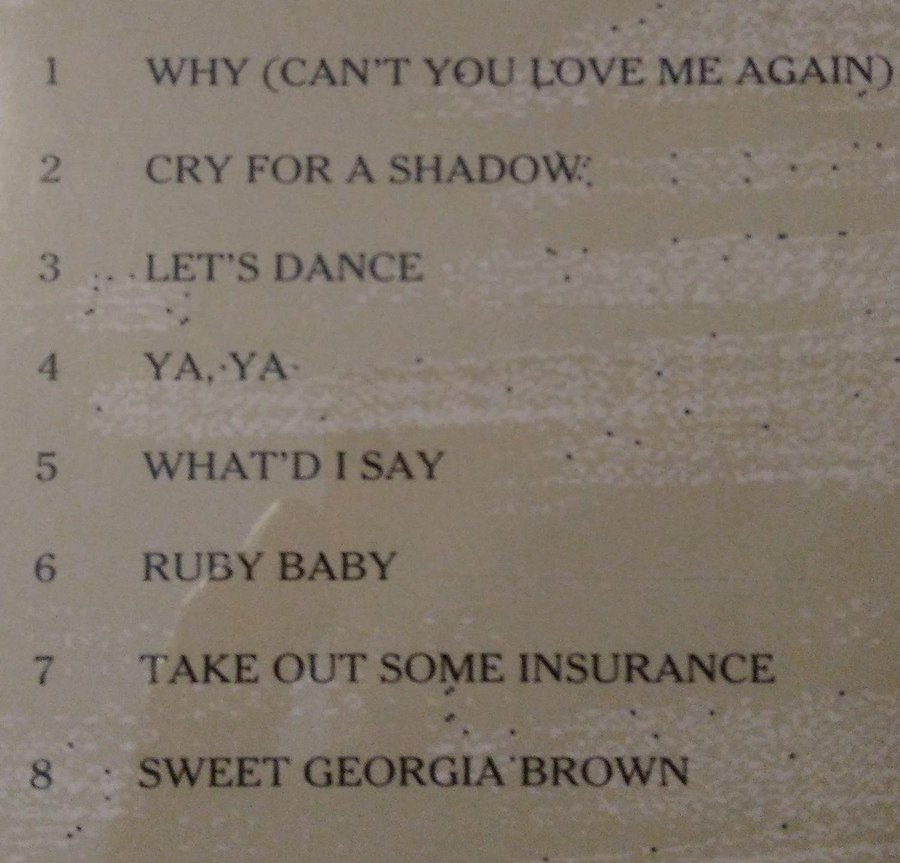 1 WHY (CAN'T YOU LOVE ME AGAIN)
2 CRY FOR A SHADOW
3 LET'S DANCE
4 YA, YA
5 WHAT'D I SAY
6 RUBY BABY
7 TAKE OUT SOME INSURANCE
8 SWEET GEORGIA BROWN